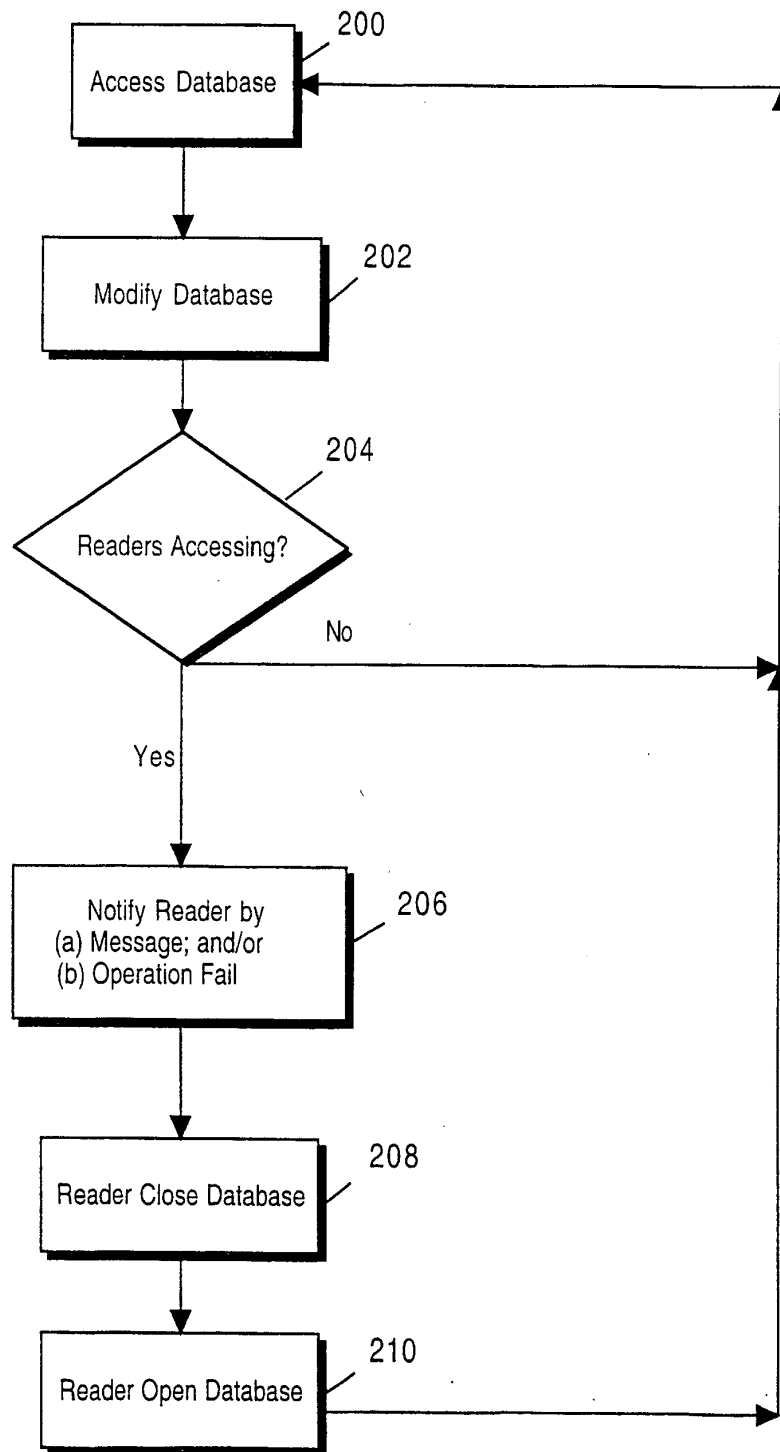 200
Access Database
202
Modify Database
204
Readers Accessing?
No
Yes
Notify Reader by
(a) Message; and/or
(b) Operation Fail
206
208
Reader Close Database
210
Reader Open Database